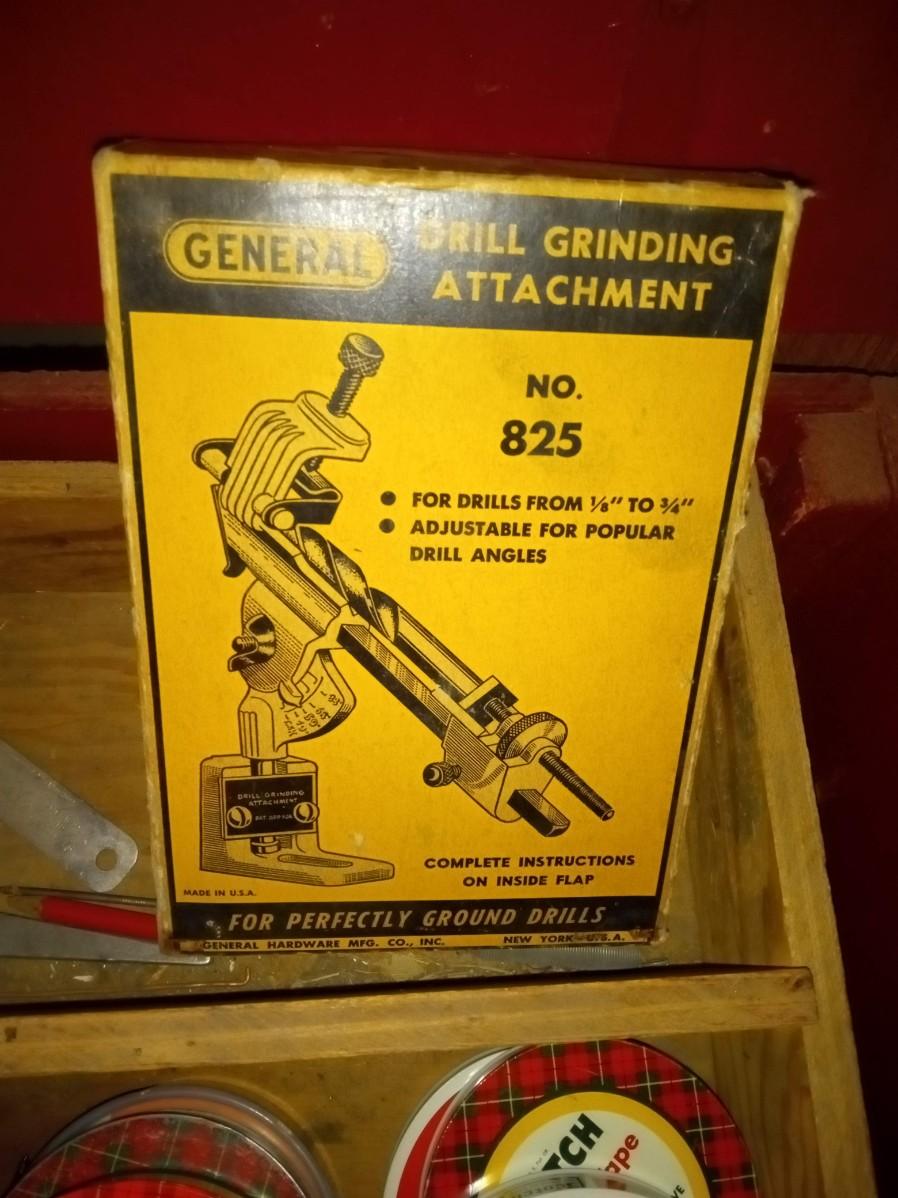 GENERAL
DRILL GRINDING
ATTACHMENT
NO.
825
● FOR DRILLS FROM 1/8" TO 3/4"
● ADJUSTABLE FOR POPULAR
DRILL ANGLES
DRILL GRINDING
ATTACHMENT
COMPLETE INSTRUCTIONS
ON INSIDE FLAP
MADE IN U.S.A.
FOR PERFECTLY GROUND DRILLS
GENERAL HARDWARE MFG. CO., INC. NEW YORK U.S.A.
TCH
ape